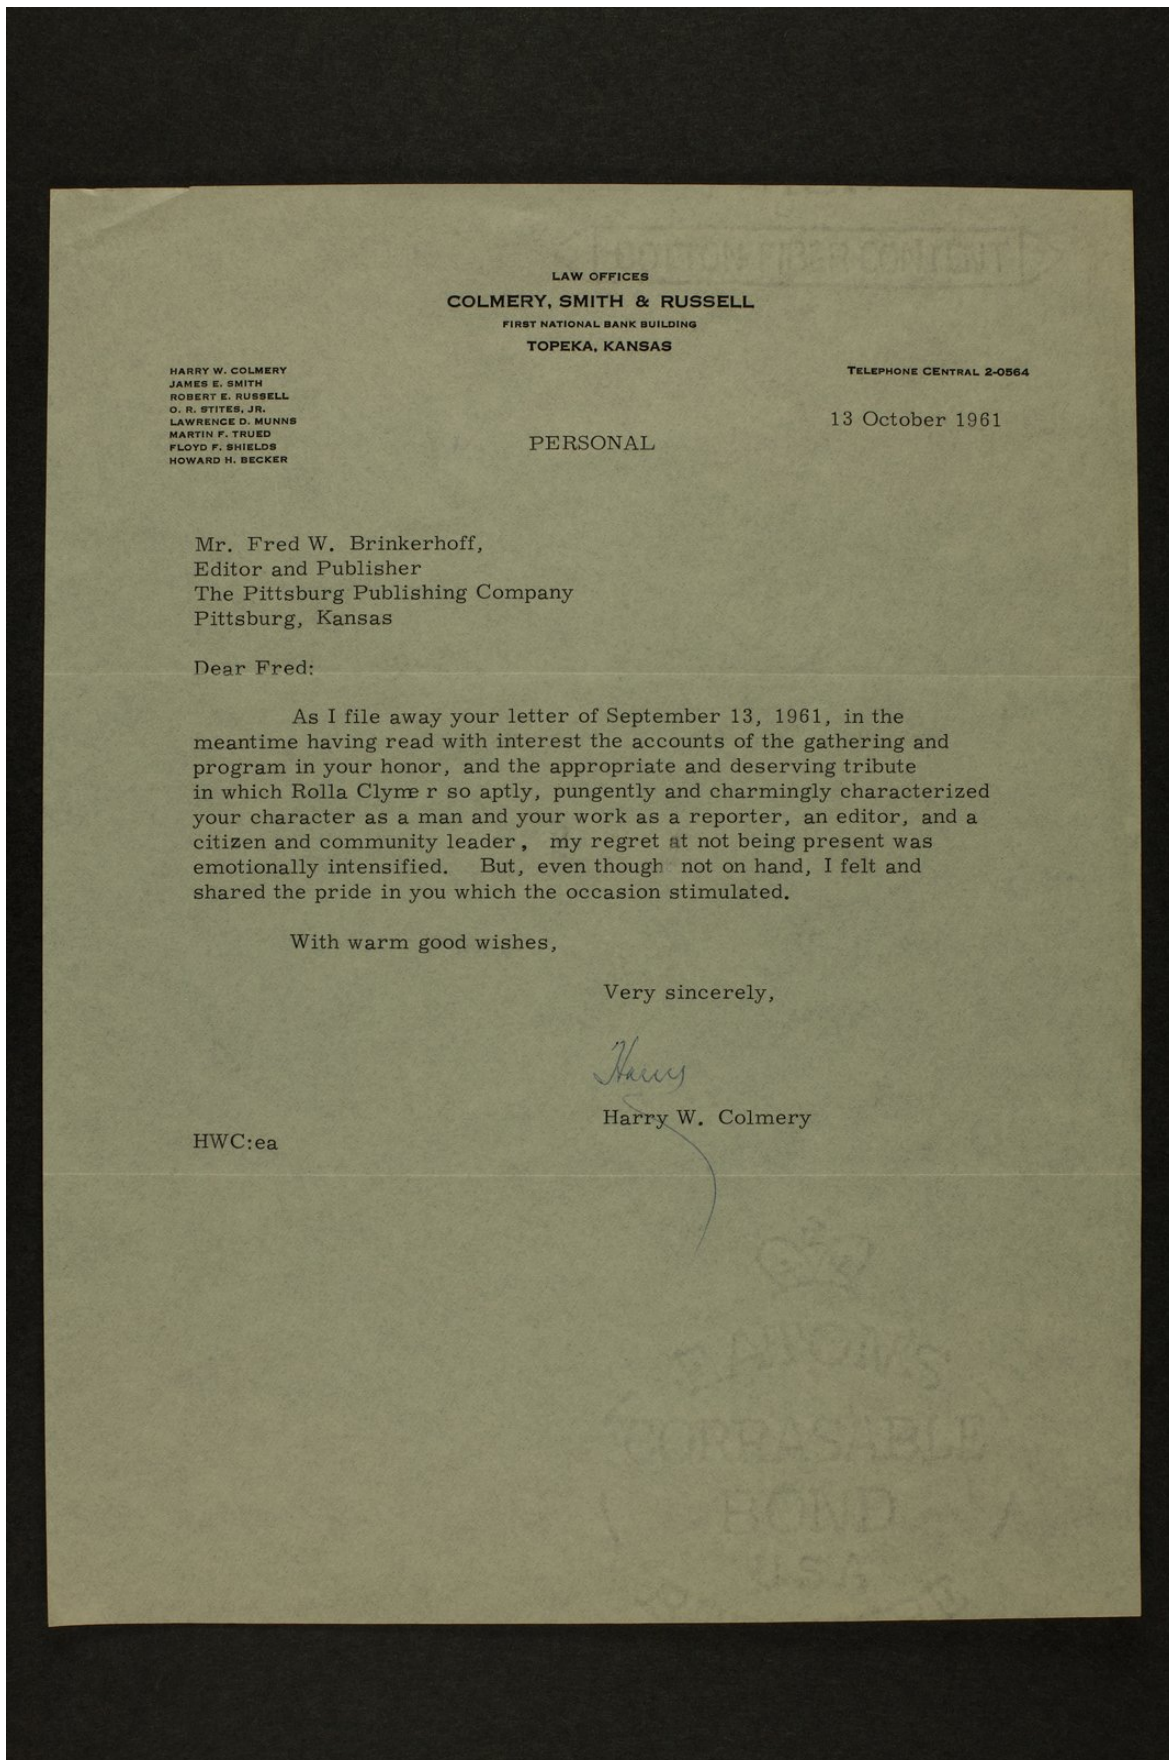 LAW OFFICES
COLMERY, SMITH & RUSSELL
FIRST NATIONAL BANK BUILDING
TOPEKA, KANSAS
HARRY W. COLMERY
JAMES E. SMITH
ROBERT E. RUSSELL
O. R. STITES, JR.
LAWRENCE D. MUNNS
MARTIN F. TRUED
FLOYD F. SHIELDS
HOWARD H. BECKER
TELEPHONE CENTRAL 2-0564
13 October 1961
PERSONAL
Mr. Fred W. Brinkerhoff,
Editor and Publisher
The Pittsburg Publishing Company
Pittsburg, Kansas
Dear Fred:
As I file away your letter of September 13, 1961, in the
meantime having read with interest the accounts of the gathering and
program in your honor, and the appropriate and deserving tribute
in which Rolla Clyme r so aptly, pungently and charmingly characterized
your character as a man and your work as a reporter, an editor, and a
citizen and community leader, my regret at not being present was
emotionally intensified. But, even though not on hand, I felt and
shared the pride in you which the occasion stimulated.
With warm good wishes,
Very sincerely,
Harry
Harry W. Colmery
HWC:ea
CORRASABLE
BOND